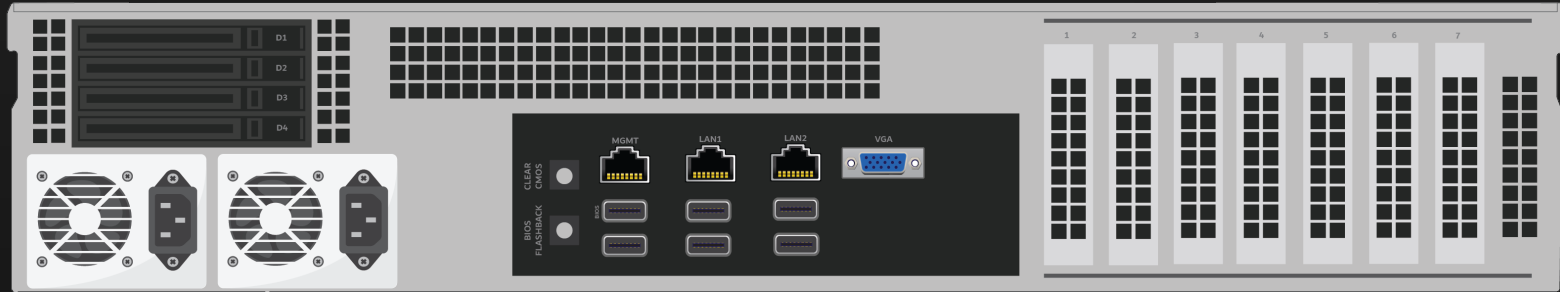 D1
D2
D3
D4
CLEAR
CMOS
BIOS
FLASHBACK
MGMT
LAN1
LAN2
VGA
BIOS
1
2
3
4
5
6
7